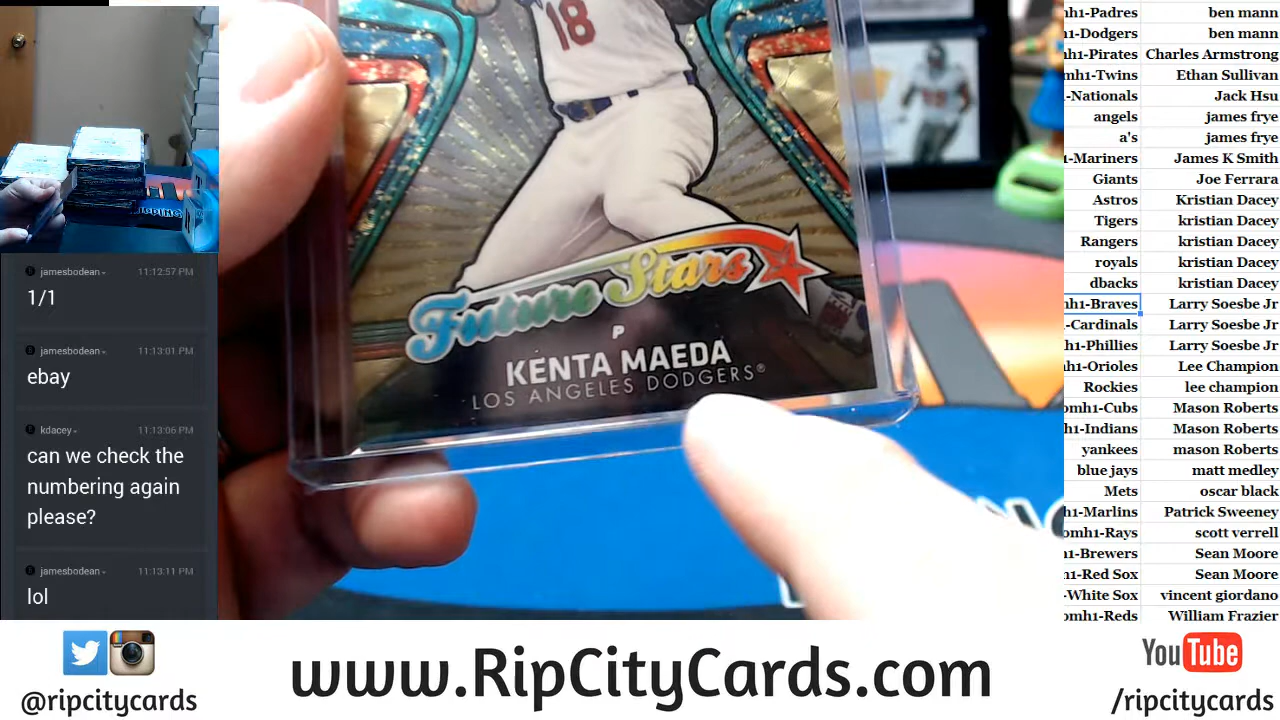 jamesbodean
11:12:57 PM
1/1
jamesbodean
11:13:01 PM
ebay
kdacey
11:13:06 PM
can we check the
numbering again
please?
jamesbodean
11:13:11 PM
lol
18
Future Stars
P
KENTA MAEDA
LOS ANGELES DODGERS®
mh1-Padres ben mann
mh1-Dodgers ben mann
mh1-Pirates Charles Armstrong
mh1-Twins Ethan Sullivan
-Nationals Jack Hsu
angels james frye
a's james frye
-Mariners James K Smith
Giants Joe Ferrara
Astros Kristian Dacey
Tigers kristian Dacey
Rangers kristian Dacey
royals kristian Dacey
dbacks kristian Dacey
mh1-Braves Larry Soesbe Jr
-Cardinals Larry Soesbe Jr
-Phillies Larry Soesbe Jr
mh1-Orioles Lee Champion
Rockies lee champion
omh1-Cubs Mason Roberts
mh1-Indians Mason Roberts
yankees mason Roberts
blue jays matt medley
Mets oscar black
h1-Marlins Patrick Sweeney
omh1-Rays scott verrell
h1-Brewers Sean Moore
h1-Red Sox Sean Moore
-White Sox vincent giordano
omh1-Reds William Frazier
@ripcitycards
www.RipCityCards.com
YouTube
/ripcitycards